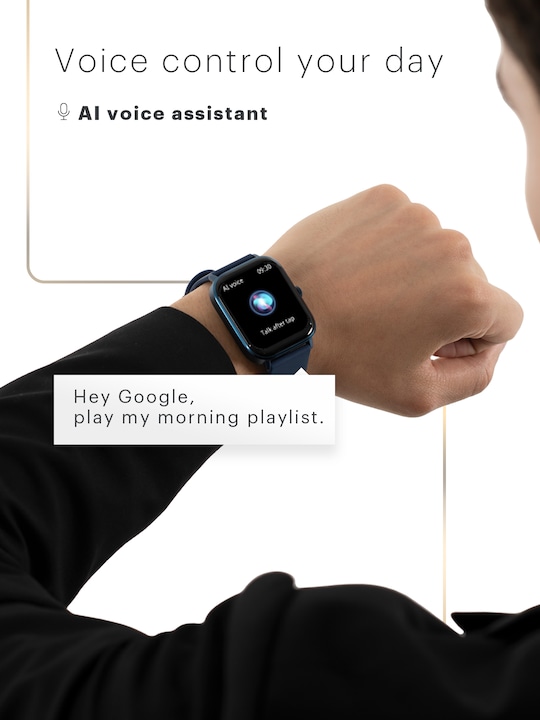 Voice control your day
AI voice assistant
AI voice
09:30
Talk after tap
Hey Google,
play my morning playlist.